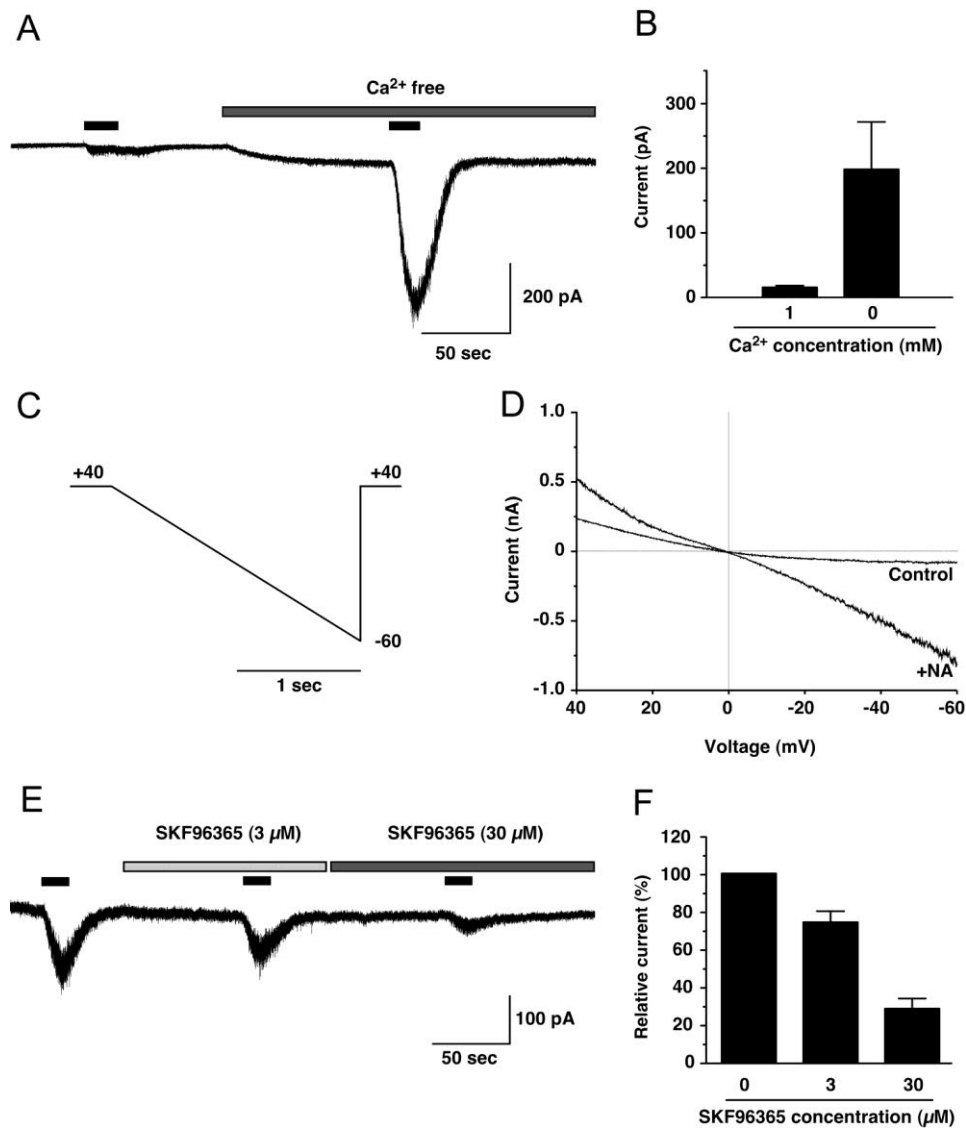 A
Ca²⁺ free
200 pA
50 sec
B
Current (pA)
300
200
100
0
1 0
Ca²⁺ concentration (mM)
C
+40 +40
-60
1 sec
D
Current (nA)
1.0
0.5
0
-0.5
-1.0
Control
+NA
40 20 0 -20 -40 -60
Voltage (mV)
E
SKF96365 (3 µM) SKF96365 (30 µM)
100 pA
50 sec
F
Relative current (%)
120
100
80
60
40
20
0
0 3 30
SKF96365 concentration (µM)